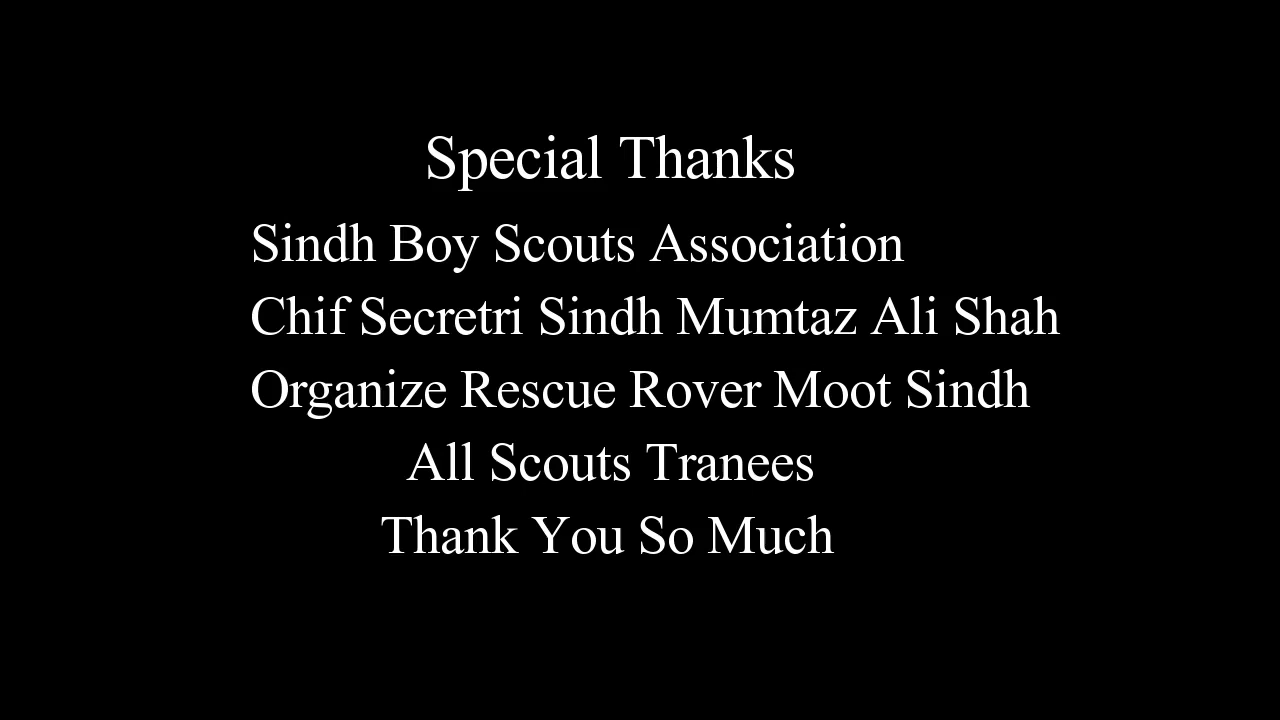 Special Thanks
Sindh Boy Scouts Association
Chif Secretri Sindh Mumtaz Ali Shah
Organize Rescue Rover Moot Sindh
All Scouts Tranees
Thank You So Much